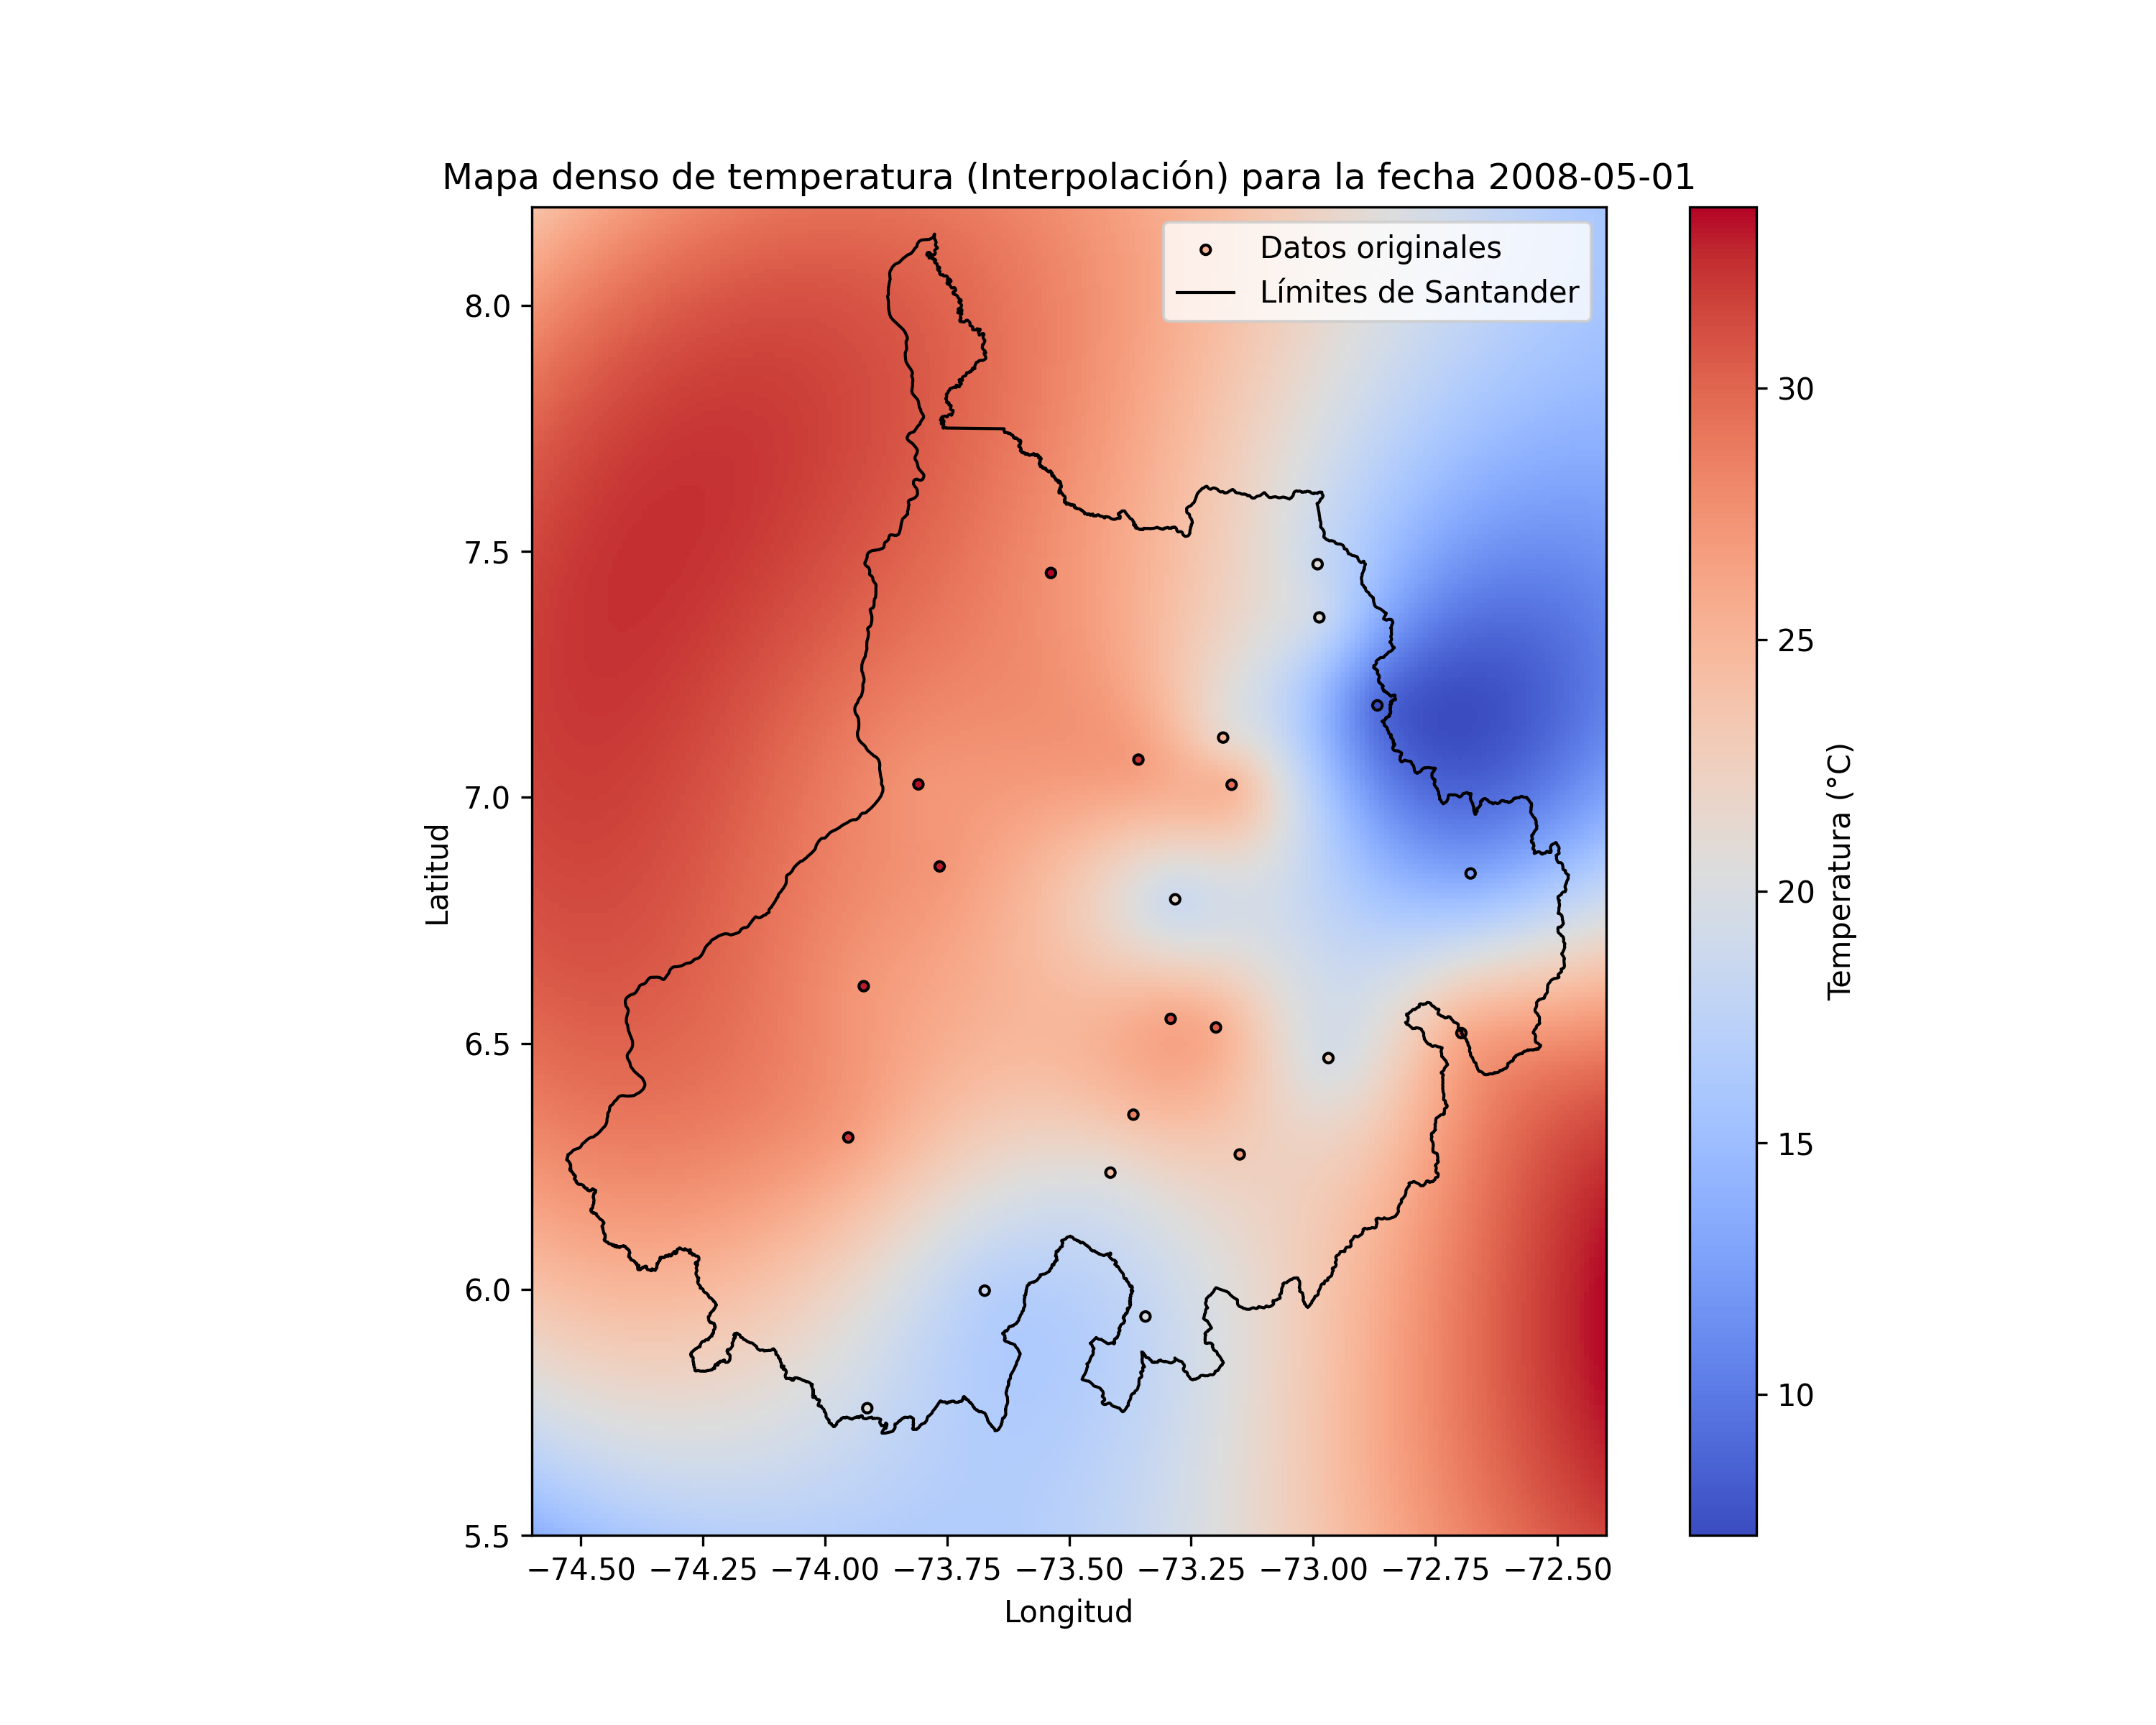 Mapa denso de temperatura (Interpolación) para la fecha 2008-05-01
Datos originales
Límites de Santander
8.0
7.5
7.0
6.5
6.0
5.5
Latitud
−74.50 −74.25 −74.00 −73.75 −73.50 −73.25 −73.00 −72.75 −72.50
Longitud
30
25
20
15
10
Temperatura (°C)